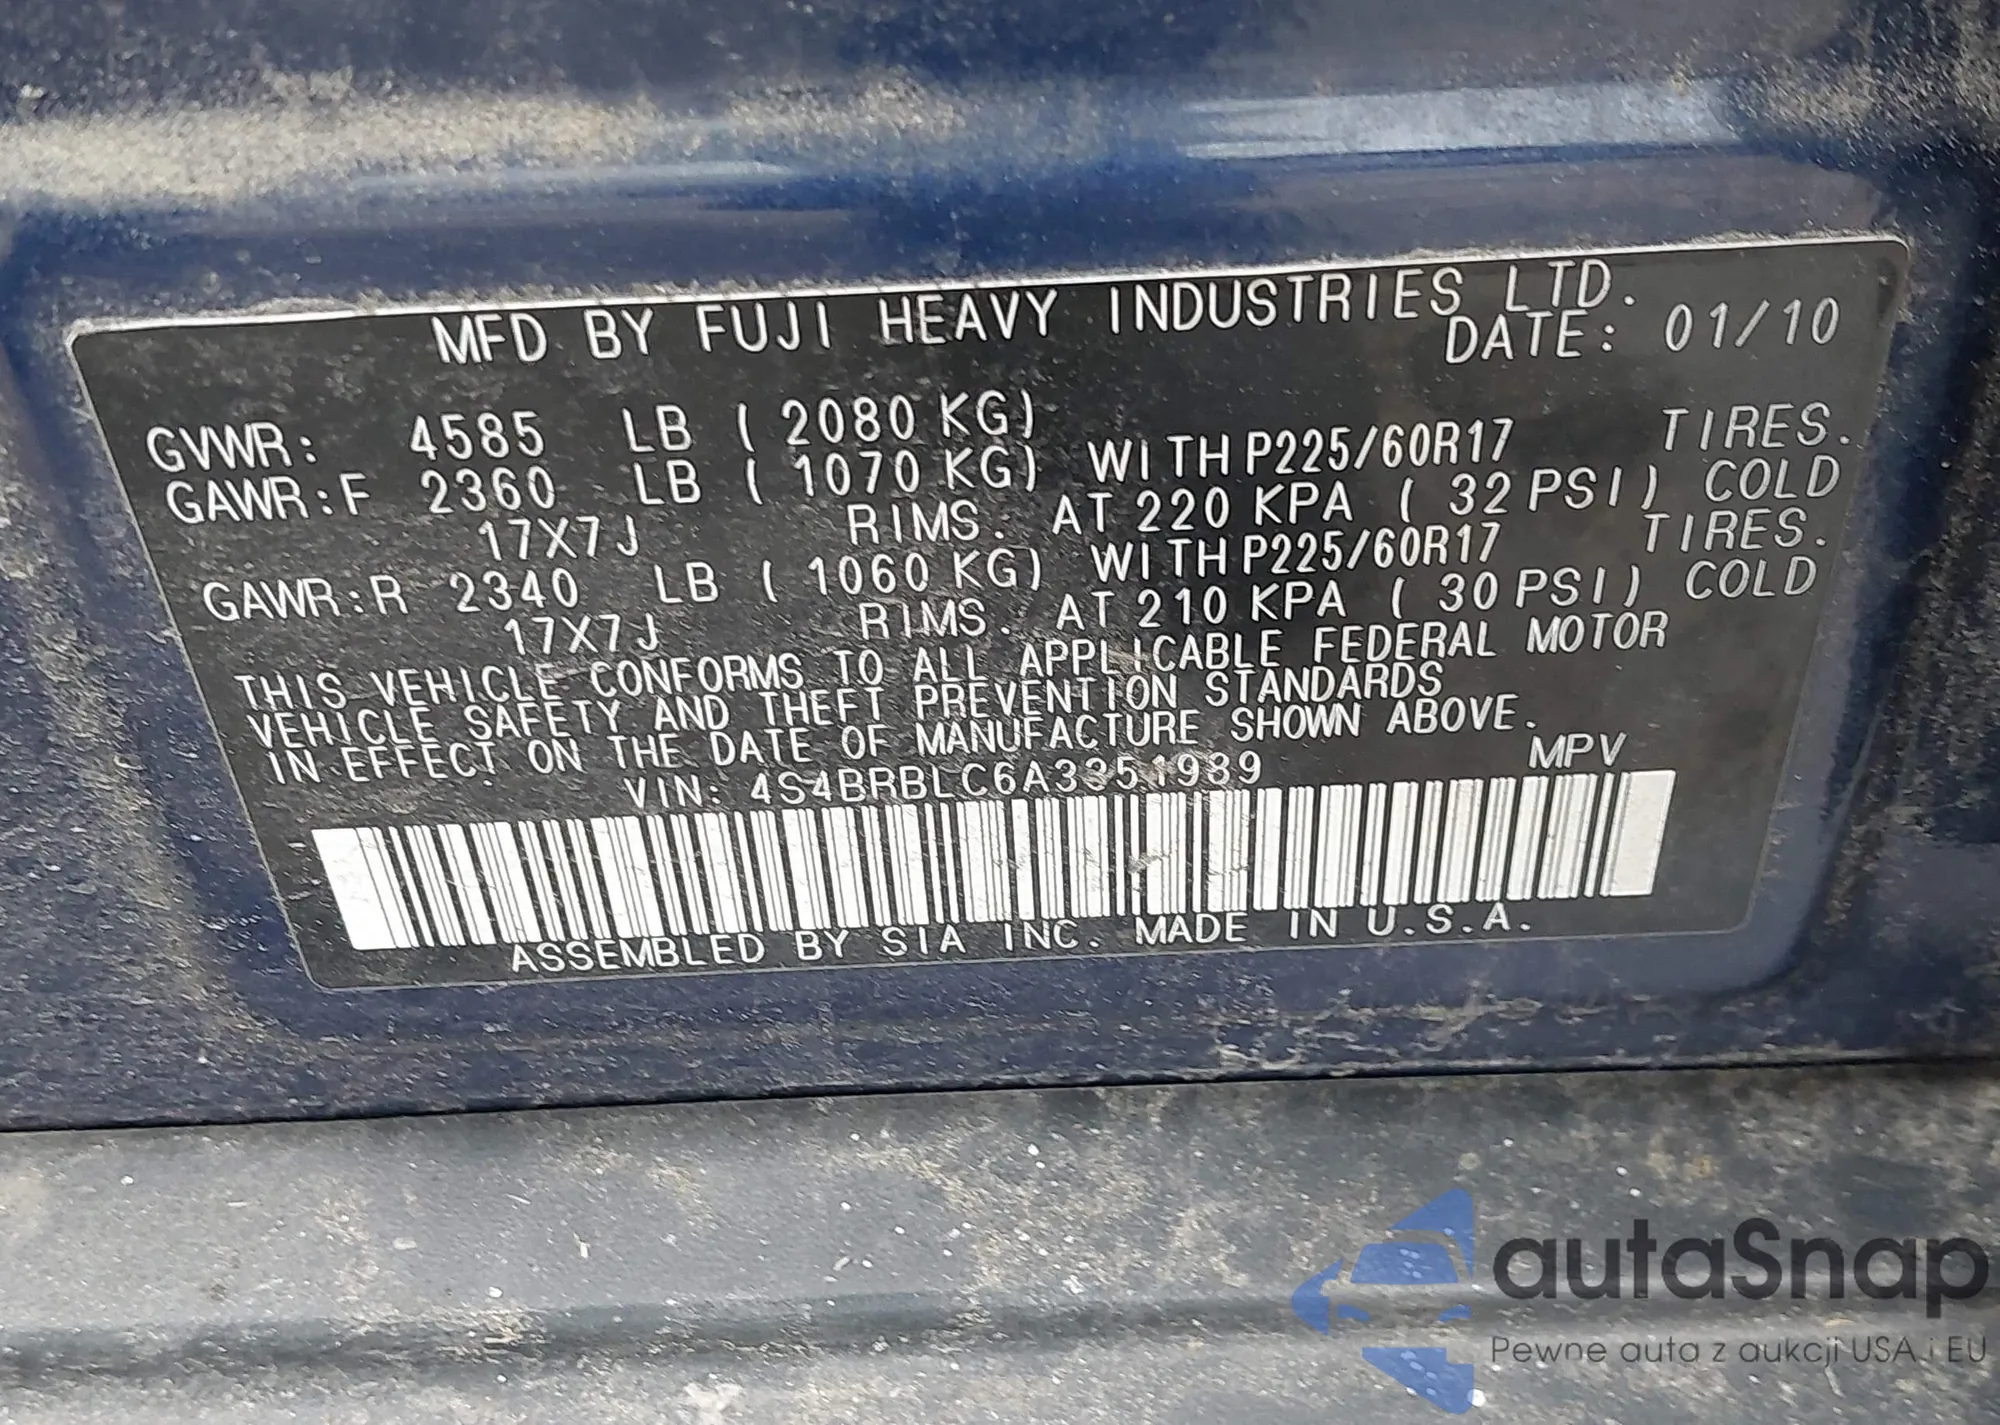 MFD BY FUJI HEAVY INDUSTRIES LTD.
DATE: 01/10
GVWR: 4585 LB ( 2080 KG)
GAWR:F 2360 LB ( 1070 KG) WITH P225/60R17 TIRES.
17X7J RIMS. AT 220 KPA ( 32 PSI) COLD
GAWR:R 2340 LB ( 1060 KG) WITH P225/60R17 TIRES.
17X7J RIMS. AT 210 KPA ( 30 PSI) COLD
THIS VEHICLE CONFORMS TO ALL APPLICABLE FEDERAL MOTOR
VEHICLE SAFETY AND THEFT PREVENTION STANDARDS
IN EFFECT ON THE DATE OF MANUFACTURE SHOWN ABOVE.
VIN: 4S4BRBLC6A3351989 MPV
ASSEMBLED BY SIA INC. MADE IN U.S.A.
autaSnap
Pewne auta z aukcji USA i EU